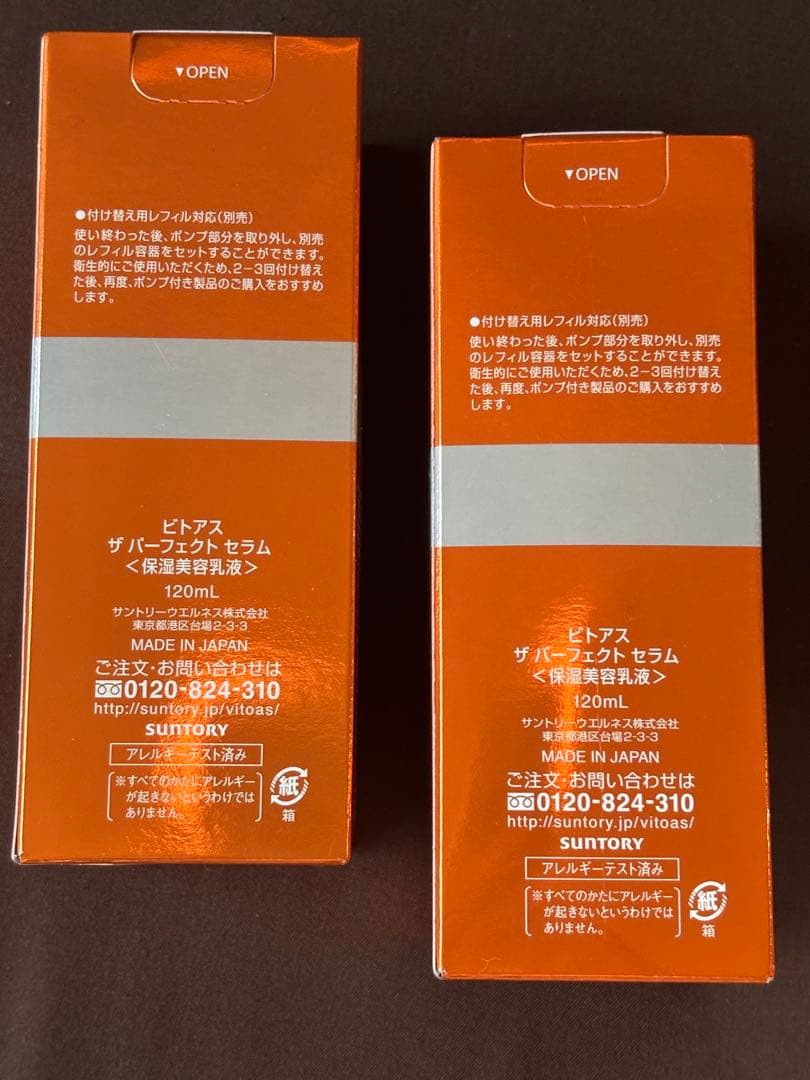 ▼OPEN
●付け替え用レフィル対応(別売)
使い終わった後、ポンプ部分を取り外し、別売
のレフィル容器をセットすることができます。
衛生的にご使用いただくため、2−3回付け替え
た後、再度、ポンプ付き製品のご購入をおすすめ
します。
ビトアス
ザ パーフェクト セラム
＜保湿美容乳液＞
120mL
サントリーウエルネス株式会社
東京都港区台場2-3-3
MADE IN JAPAN
ご注文・お問い合わせは
0120-824-310
http://suntory.jp/vitoas/
SUNTORY
アレルギーテスト済み
※すべてのかたにアレルギー
が起きないというわけでは
ありません。
紙
箱
▼OPEN
●付け替え用レフィル対応(別売)
使い終わった後、ポンプ部分を取り外し、別売
のレフィル容器をセットすることができます。
衛生的にご使用いただくため、2−3回付け替え
た後、再度、ポンプ付き製品のご購入をおすすめ
します。
ビトアス
ザ パーフェクト セラム
＜保湿美容乳液＞
120mL
サントリーウエルネス株式会社
東京都港区台場2-3-3
MADE IN JAPAN
ご注文・お問い合わせは
0120-824-310
http://suntory.jp/vitoas/
SUNTORY
アレルギーテスト済み
※すべてのかたにアレルギー
が起きないというわけでは
ありません。
紙
箱